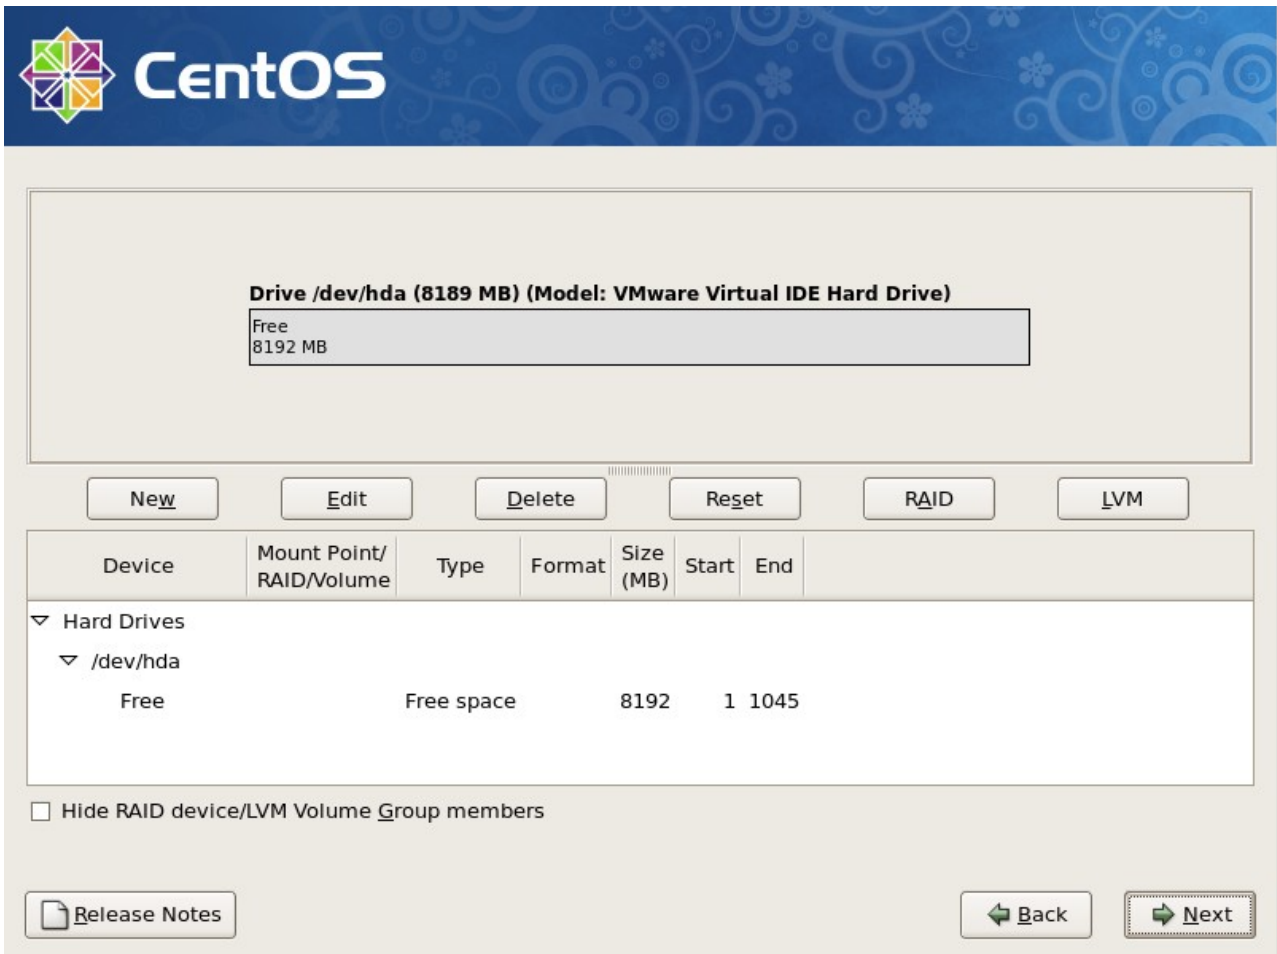 CentOS
Drive /dev/hda (8189 MB) (Model: VMware Virtual IDE Hard Drive)
Free
8192 MB
New Edit Delete Reset RAID LVM
Device Mount Point/ RAID/Volume Type Format Size (MB) Start End
Hard Drives
/dev/hda
Free Free space 8192 1 1045
Hide RAID device/LVM Volume Group members
Release Notes Back Next